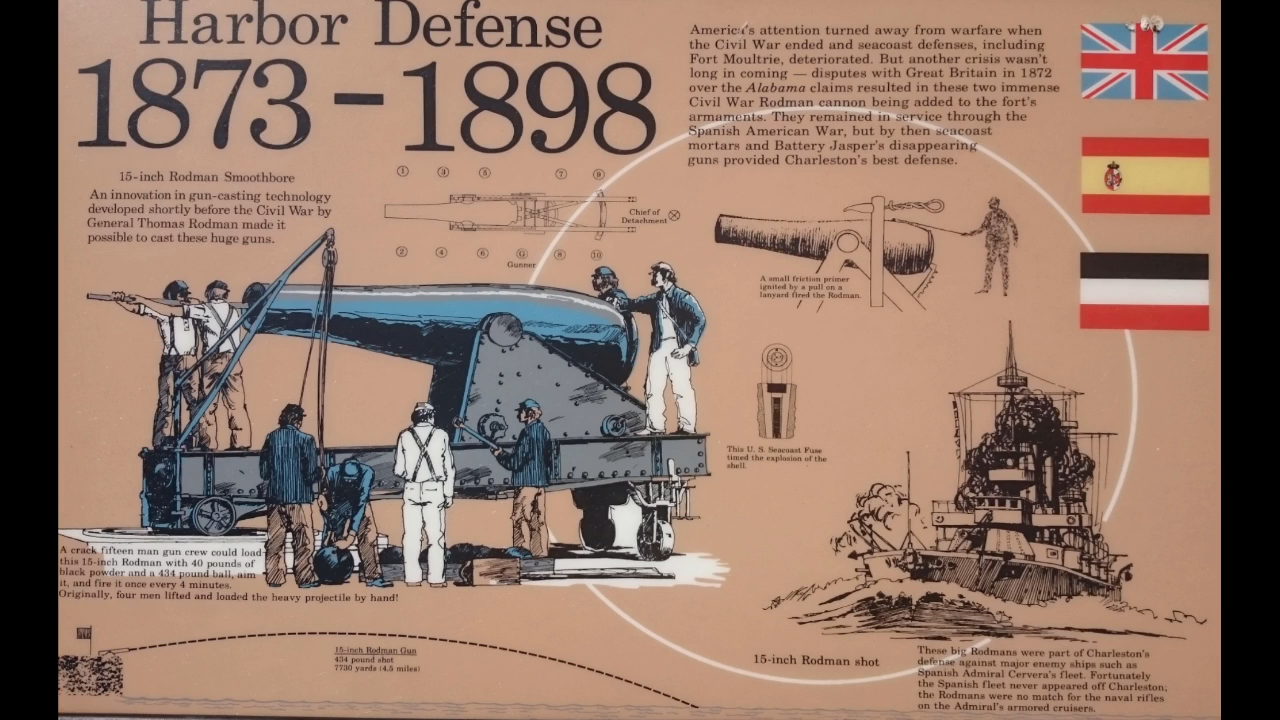 Harbor Defense
1873-1898
America's attention turned away from warfare when
the Civil War ended and seacoast defenses, including
Fort Moultrie, deteriorated. But another crisis wasn't
long in coming — disputes with Great Britain in 1872
over the Alabama claims resulted in these two immense
Civil War Rodman cannon being added to the fort's
armaments. They remained in service through the
Spanish American War, but by then seacoast
mortars and Battery Jasper's disappearing
guns provided Charleston's best defense.
15-inch Rodman Smoothbore
An innovation in gun-casting technology
developed shortly before the Civil War by
General Thomas Rodman made it
possible to cast these huge guns.
1 3 5 7 9
Chief of
Detachment
2 4 6 G 8 10
Gunner
A small friction primer
ignited by a pull on a
lanyard fired the Rodman.
This U. S. Seacoast Fuse
timed the explosion of the
shell.
A crack fifteen man gun crew could load
this 15-inch Rodman with 40 pounds of
black powder and a 434 pound ball, aim
it, and fire it once every 4 minutes.
Originally, four men lifted and loaded the heavy projectile by hand!
15-inch Rodman Gun
434 pound shot
7730 yards (4.5 miles)
15-inch Rodman shot
These big Rodmans were part of Charleston's
defense against major enemy ships such as
Spanish Admiral Cervera's fleet. Fortunately
the Spanish fleet never appeared off Charleston;
the Rodmans were no match for the naval rifles
on the Admiral's armored cruisers.